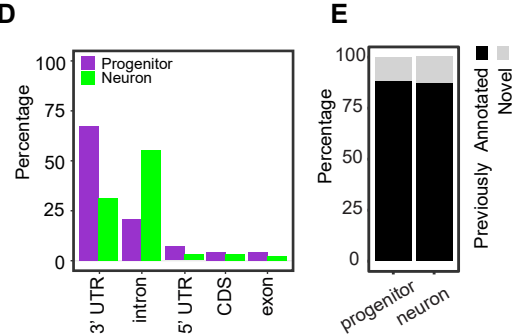 D
Percentage
100
75
50
25
0
Progenitor
Neuron
3' UTR
intron
5' UTR
CDS
exon
E
Percentage
100
75
50
25
0
progenitor
neuron
Previously Annotated
Novel